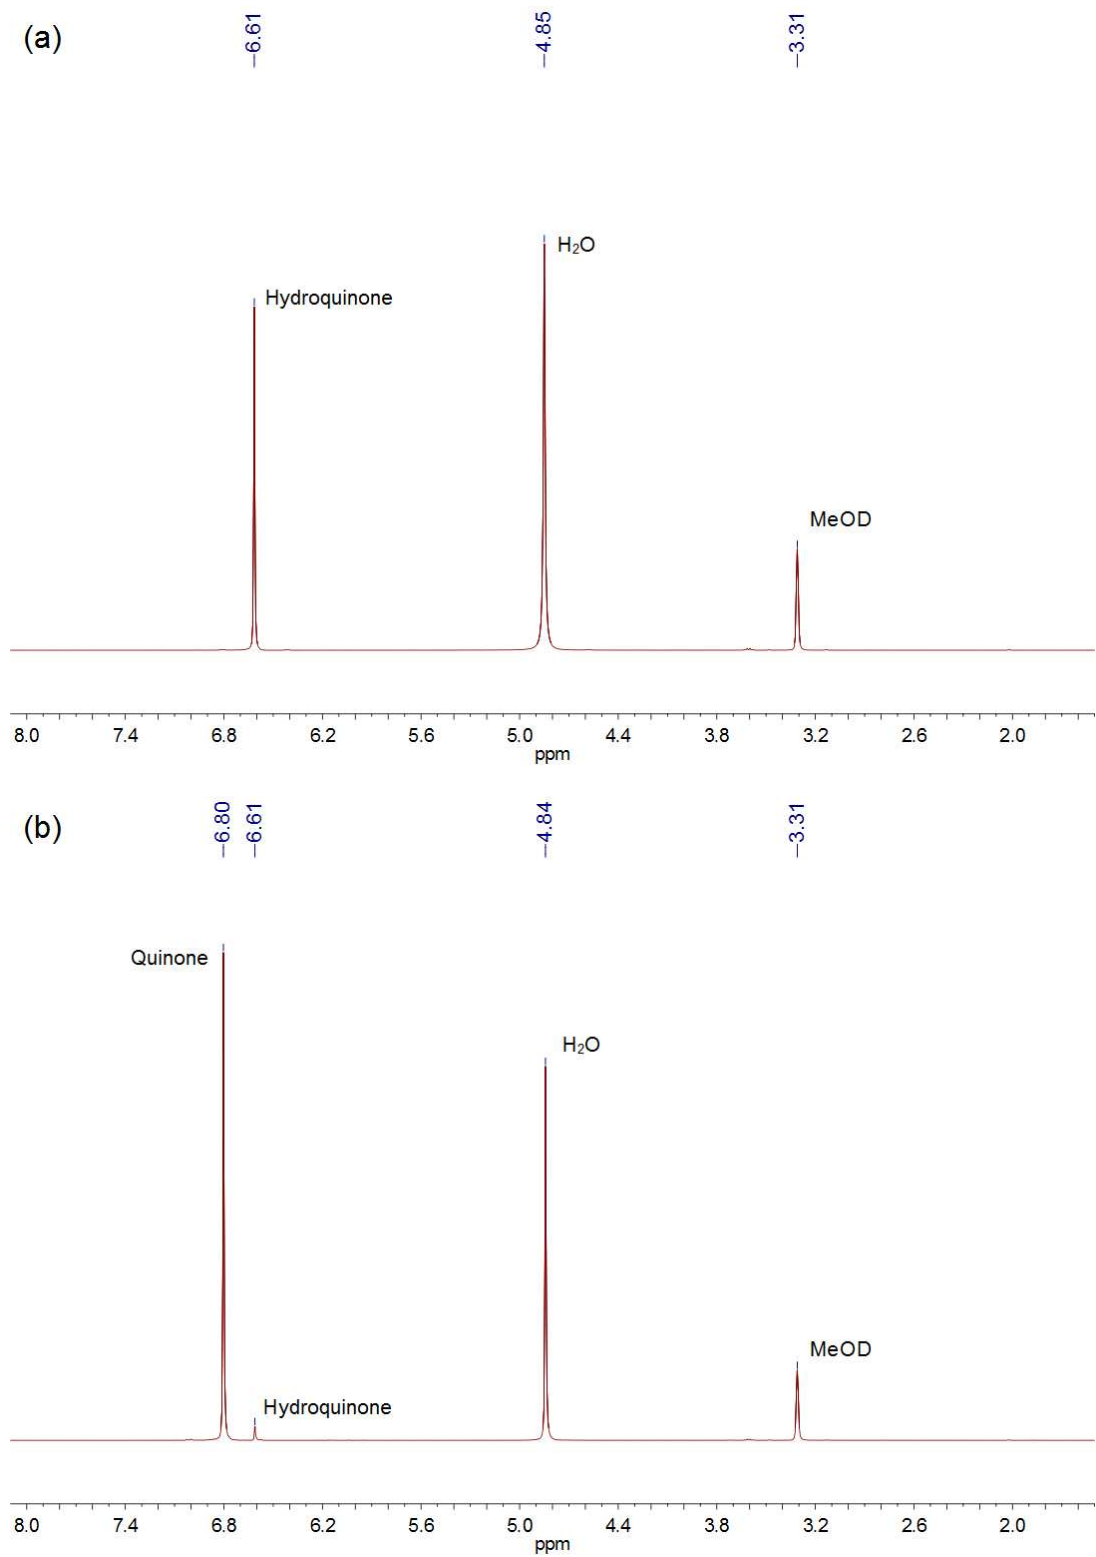 (a)
-6.61
-4.85
-3.31
H₂O
Hydroquinone
MeOD
8.0 7.4 6.8 6.2 5.6 5.0 4.4 3.8 3.2 2.6 2.0
ppm
(b)
-6.80
-6.61
-4.84
-3.31
Quinone
H₂O
MeOD
Hydroquinone
8.0 7.4 6.8 6.2 5.6 5.0 4.4 3.8 3.2 2.6 2.0
ppm